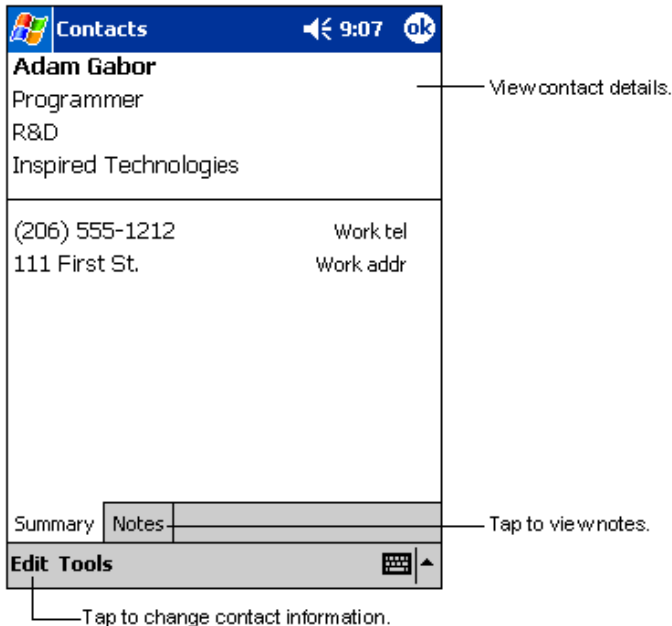 Contacts 9:07 ok
Adam Gabor
Programmer
R&D
Inspired Technologies
View contact details.
(206) 555-1212 Work tel
111 First St. Work addr
Summary Notes
Tap to view notes.
Edit Tools
Tap to change contact information.